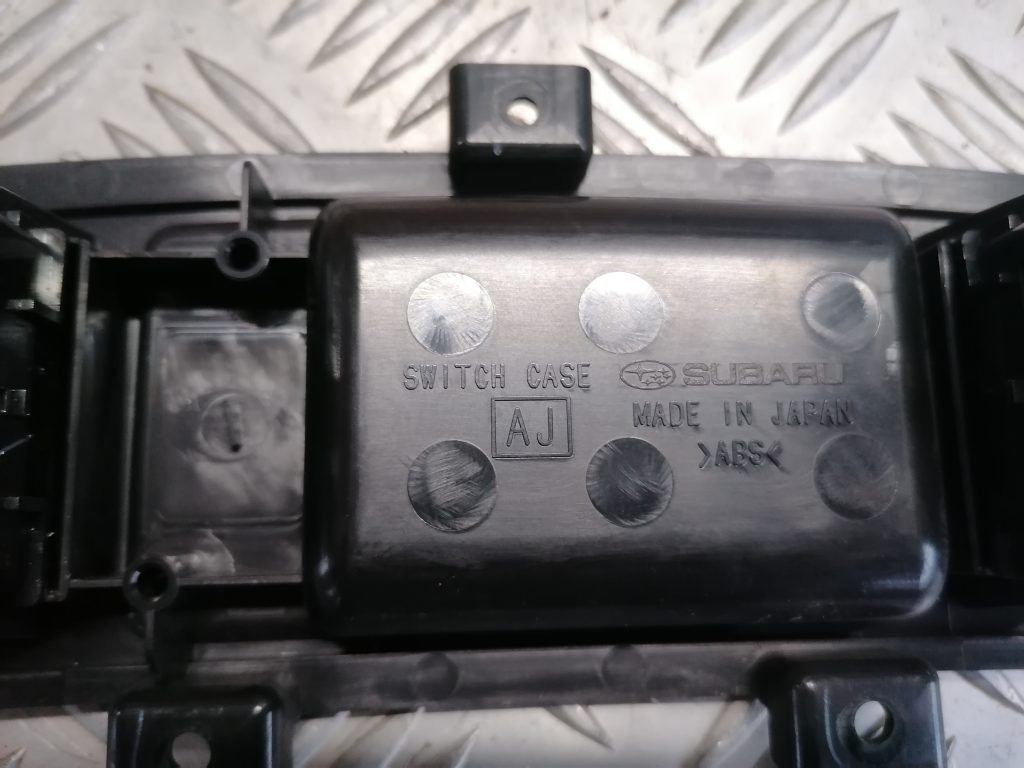 SWITCH CASE SUBARU
AJ MADE IN JAPAN
>ABS<